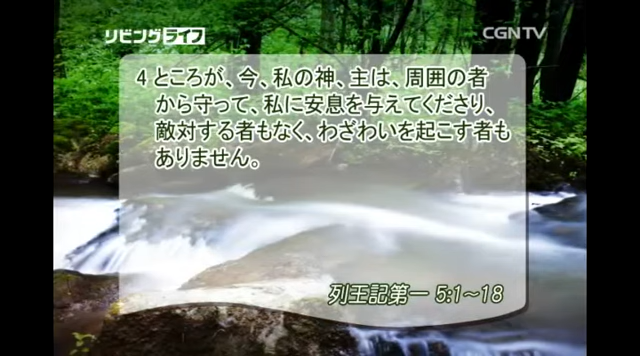 リビングライフ
CGNTV
4 ところが、今、私の神、主は、周囲の者
から守って、私に安息を与えてくださり、
敵対する者もなく、わざわいを起こす者も
ありません。
列王記第一 5:1～18